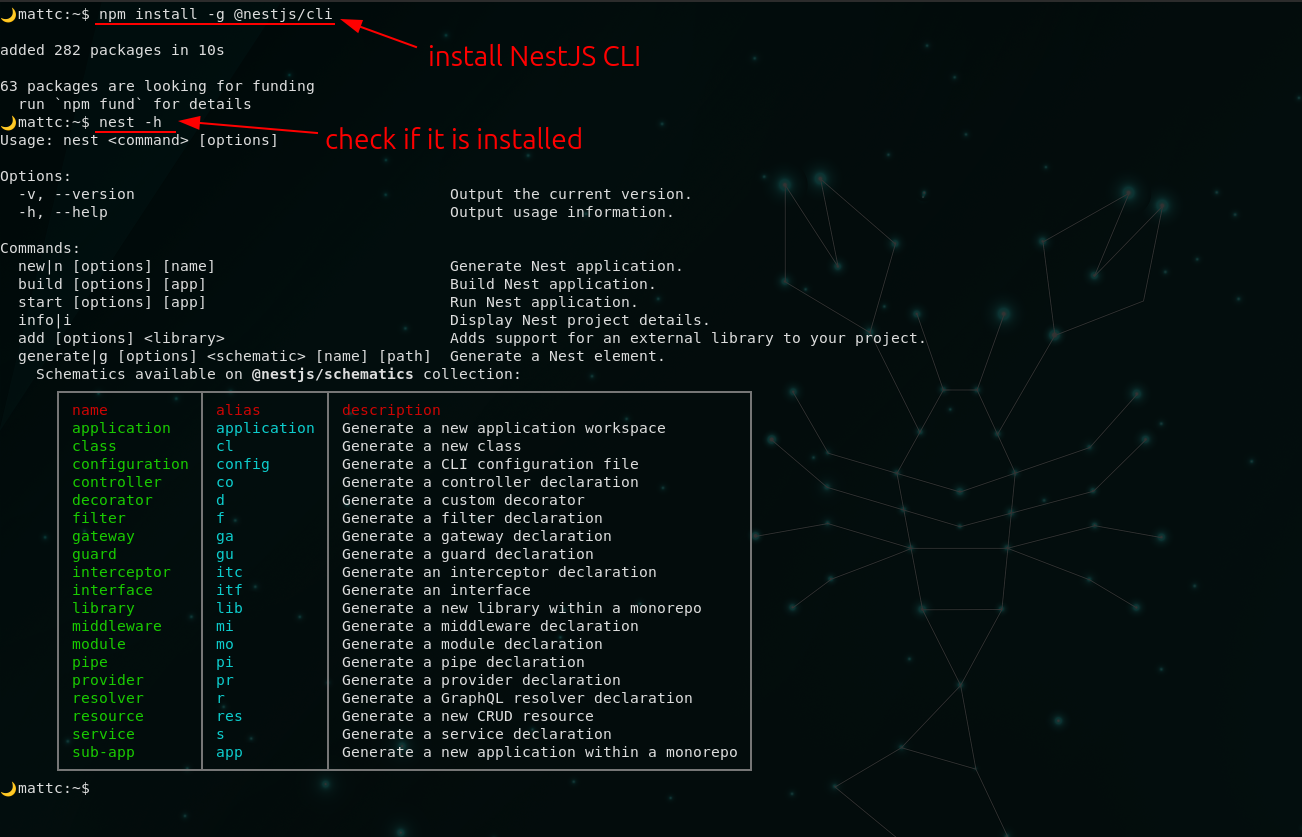 🌙mattc:~$ npm install -g @nestjs/cli
install NestJS CLI
added 282 packages in 10s
63 packages are looking for funding
run `npm fund` for details
🌙mattc:~$ nest -h
check if it is installed
Usage: nest <command> [options]
Options:
-v, --version Output the current version.
-h, --help Output usage information.
Commands:
new|n [options] [name] Generate Nest application.
build [options] [app] Build Nest application.
start [options] [app] Run Nest application.
info|i Display Nest project details.
add [options] <library> Adds support for an external library to your project.
generate|g [options] <schematic> [name] [path] Generate a Nest element.
Schematics available on @nestjs/schematics collection:
name alias description
application application Generate a new application workspace
class cl Generate a new class
configuration config Generate a CLI configuration file
controller co Generate a controller declaration
decorator d Generate a custom decorator
filter f Generate a filter declaration
gateway ga Generate a gateway declaration
guard gu Generate a guard declaration
interceptor itc Generate an interceptor declaration
interface itf Generate an interface
library lib Generate a new library within a monorepo
middleware mi Generate a middleware declaration
module mo Generate a module declaration
pipe pi Generate a pipe declaration
provider pr Generate a provider declaration
resolver r Generate a GraphQL resolver declaration
resource res Generate a new CRUD resource
service s Generate a service declaration
sub-app app Generate a new application within a monorepo
🌙mattc:~$